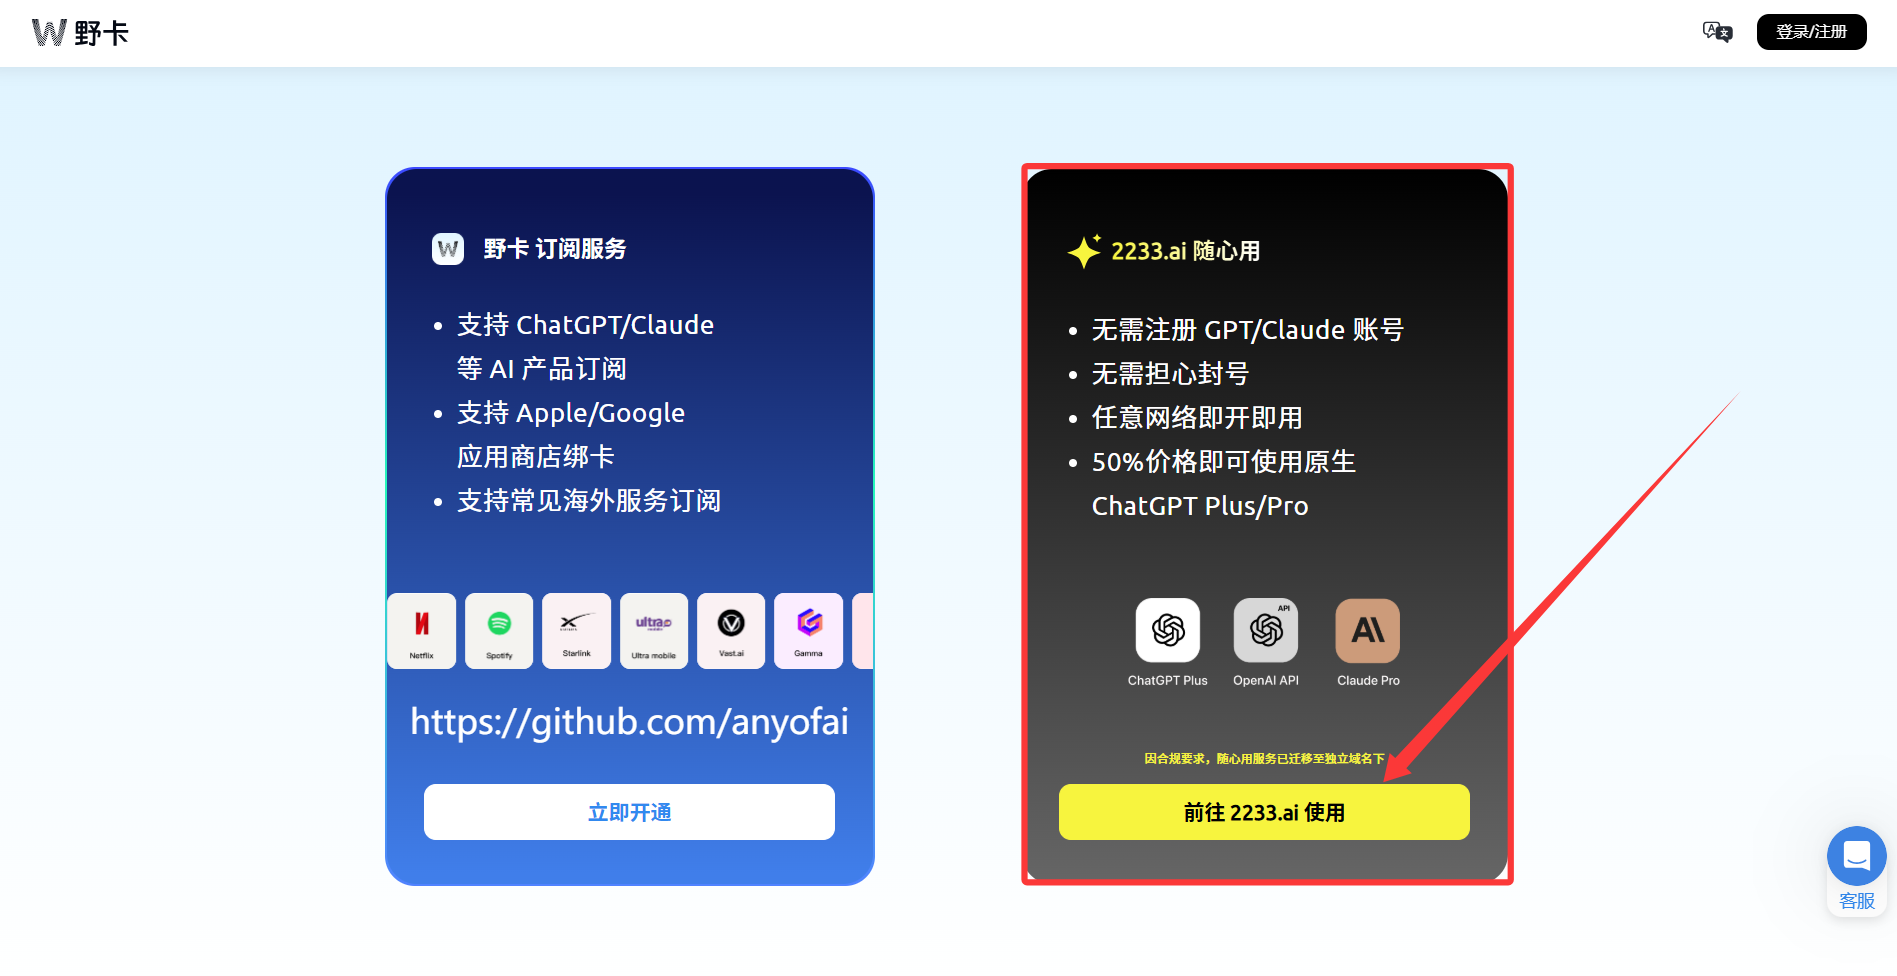 W 野卡
登录/注册
W 野卡 订阅服务
支持 ChatGPT/Claude
等 AI 产品订阅
支持 Apple/Google
应用商店绑卡
支持常见海外服务订阅
Netflix
Spotify
Starlink
ultra mobile
Ultra mobile
Vast.ai
Gamma
https://github.com/anyofai
立即开通
2233.ai 随心用
无需注册 GPT/Claude 账号
无需担心封号
任意网络即开即用
50%价格即可使用原生
ChatGPT Plus/Pro
ChatGPT Plus
API
OpenAI API
Claude Pro
因合规要求，随心用服务已迁移至独立域名下
前往 2233.ai 使用
客服